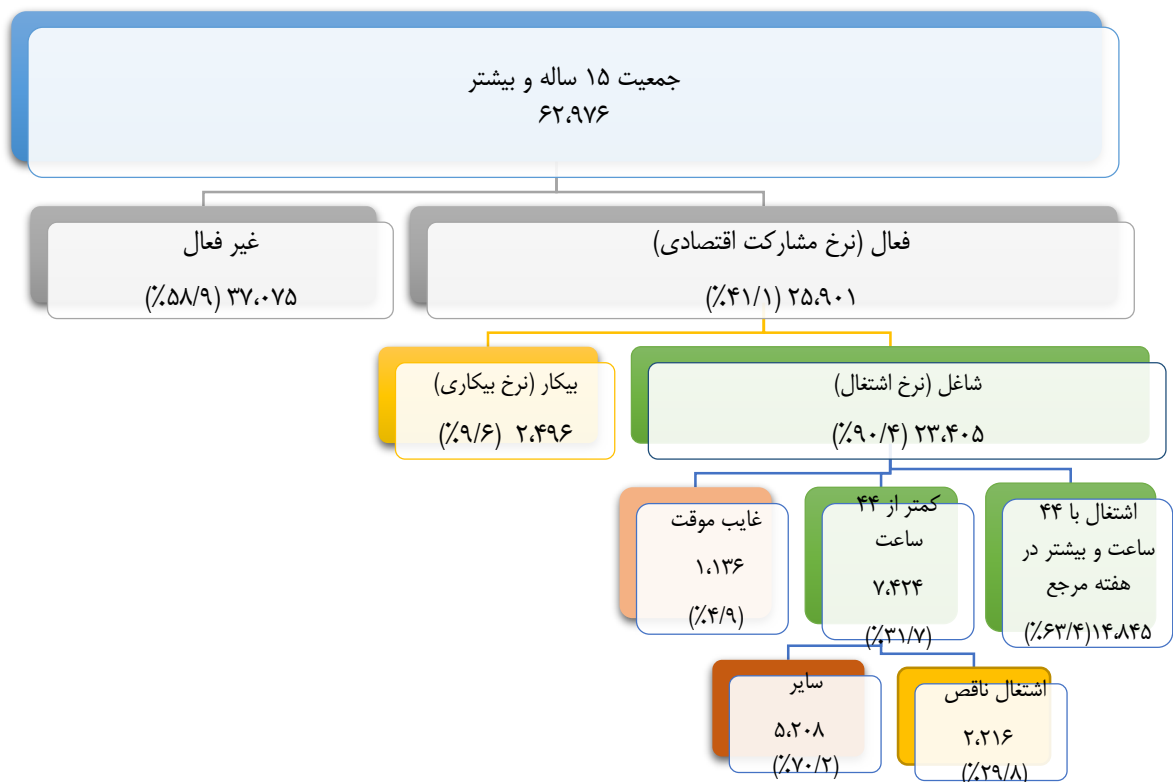 جمعیت ۱۵ ساله و بیشتر
۶۲،۹۷۶
فعال (نرخ مشارکت اقتصادی)
۲۵،۹۰۱ (٪۴۱/۱)
غیر فعال
۳۷،۰۷۵ (٪۵۸/۹)
شاغل (نرخ اشتغال)
۲۳،۴۰۵ (٪۹۰/۴)
بیکار (نرخ بیکاری)
۲،۴۹۶ (٪۹/۶)
اشتغال با ۴۴
ساعت و بیشتر در
هفته مرجع
۱۴،۸۴۵(٪۶۳/۴)
کمتر از ۴۴
ساعت
۷،۴۲۴
(٪۳۱/۷)
غایب موقت
۱،۱۳۶
(٪۴/۹)
اشتغال ناقص
۲،۲۱۶
(٪۲۹/۸)
سایر
۵،۲۰۸
(٪۷۰/۲)